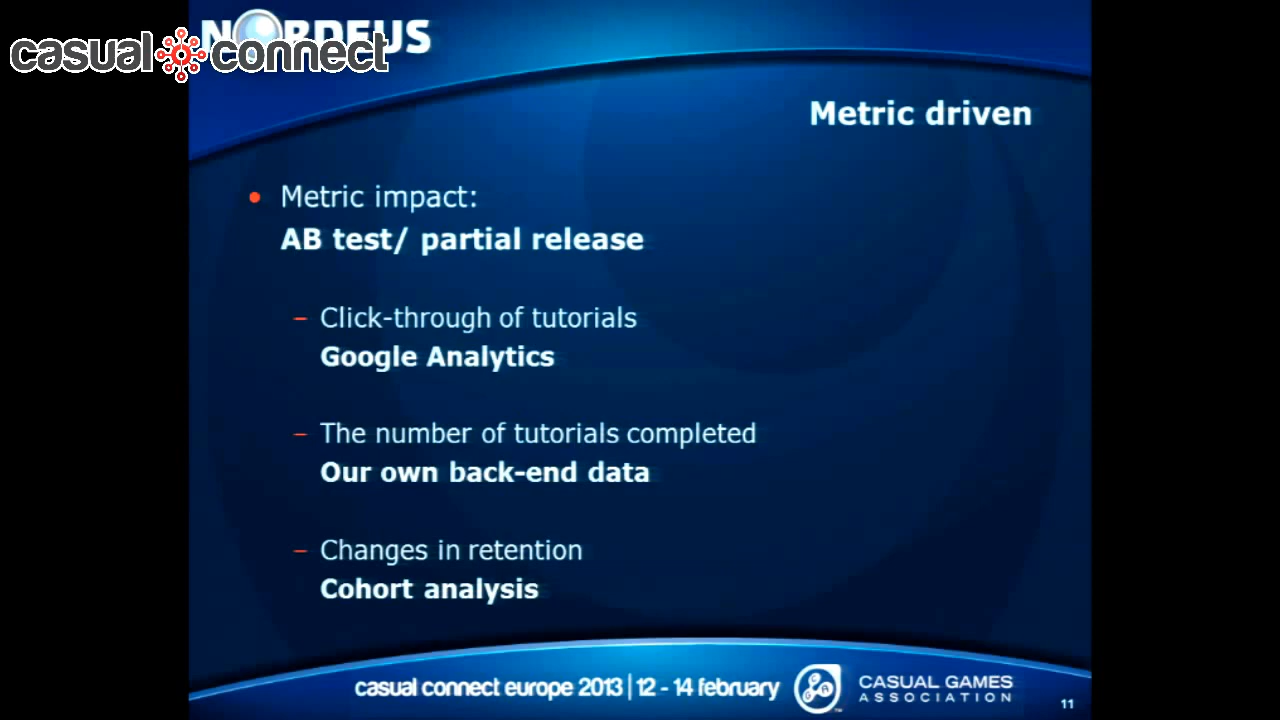 NORDEUS
casual connect
Metric driven
Metric impact:
AB test/ partial release
– Click-through of tutorials
Google Analytics
– The number of tutorials completed
Our own back-end data
– Changes in retention
Cohort analysis
casual connect europe 2013 | 12 - 14 february
CASUAL GAMES
ASSOCIATION
11